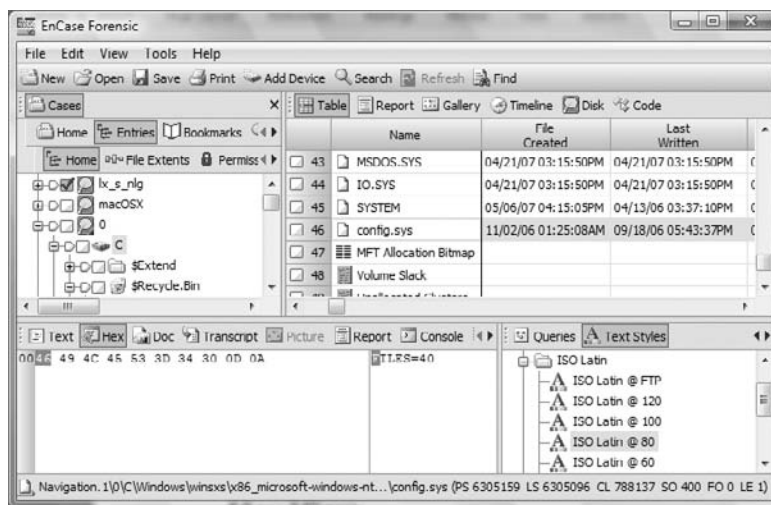 EnCase Forensic
File Edit View Tools Help
New Open Save Print Add Device Search Refresh Find
Cases
Home Entries Bookmarks
Home File Extents Permiss
lx_s_nlg
macOSX
0
C
$Extend
$Recycle.Bin
Table Report Gallery Timeline Disk Code
Name File Created Last Written
43 MSDOS.SYS 04/21/07 03:15:50PM 04/21/07 03:15:50PM
44 IO.SYS 04/21/07 03:15:50PM 04/21/07 03:15:50PM
45 SYSTEM 05/06/07 04:15:05PM 04/13/06 03:37:10PM
46 config.sys 11/02/06 01:25:08AM 09/18/06 05:43:37PM
47 MFT Allocation Bitmap
48 Volume Slack
Text Hex Doc Transcript Picture Report Console
00 46 49 4C 45 53 3D 34 30 0D 0A FILES=40
Queries Text Styles
ISO Latin
ISO Latin @ FTP
ISO Latin @ 120
ISO Latin @ 100
ISO Latin @ 80
ISO Latin @ 60
Navigation. 1\0\C\Windows\winsxs\x86_microsoft-windows-nt...\config.sys (PS 6305159 LS 6305096 CL 788137 SO 400 FO 0 LE 1)